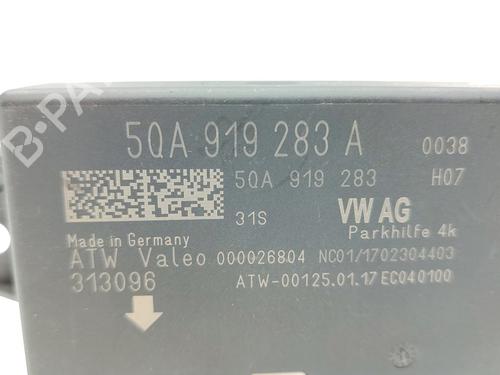 5QA 919 283 A 0038
5QA 919 283 H07
31S VW AG
Parkhilfe 4k
Made in Germany
ATW Valeo 000026804 NC01/1702304403
313096 ATW-00125.01.17 EC040100